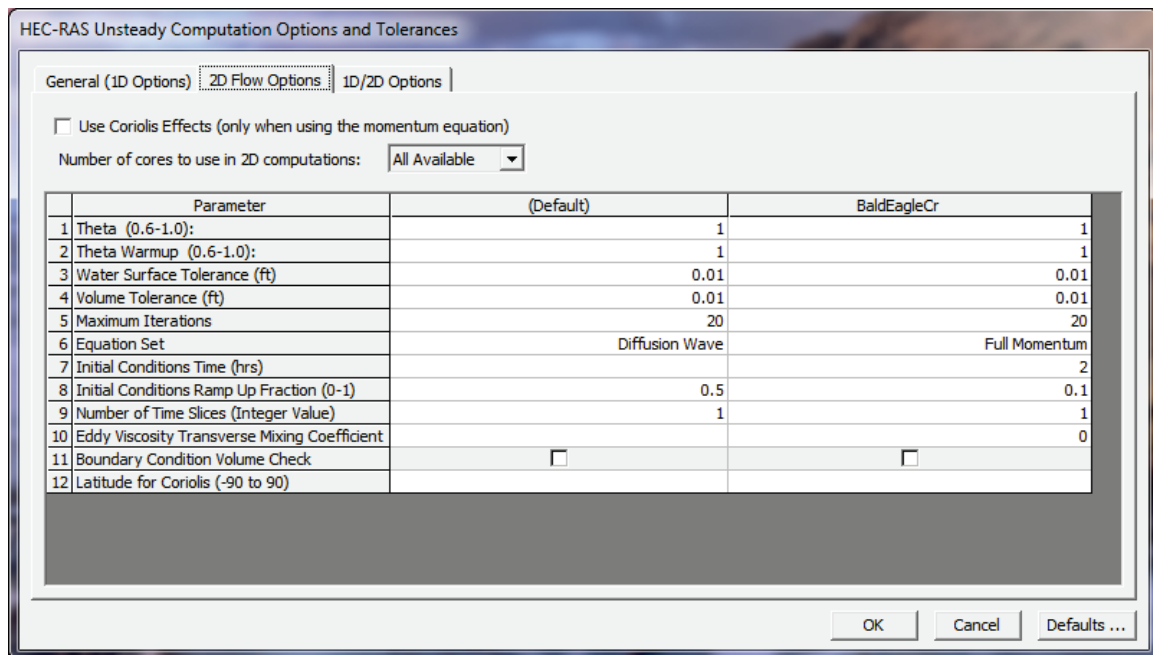 HEC-RAS Unsteady Computation Options and Tolerances
General (1D Options) 2D Flow Options 1D/2D Options
Use Coriolis Effects (only when using the momentum equation)
Number of cores to use in 2D computations: All Available
Parameter (Default) BaldEagleCr
1 Theta (0.6-1.0): 1 1
2 Theta Warmup (0.6-1.0): 1 1
3 Water Surface Tolerance (ft) 0.01 0.01
4 Volume Tolerance (ft) 0.01 0.01
5 Maximum Iterations 20 20
6 Equation Set Diffusion Wave Full Momentum
7 Initial Conditions Time (hrs) 2
8 Initial Conditions Ramp Up Fraction (0-1) 0.5 0.1
9 Number of Time Slices (Integer Value) 1 1
10 Eddy Viscosity Transverse Mixing Coefficient 0
11 Boundary Condition Volume Check
12 Latitude for Coriolis (-90 to 90)
OK Cancel Defaults ...